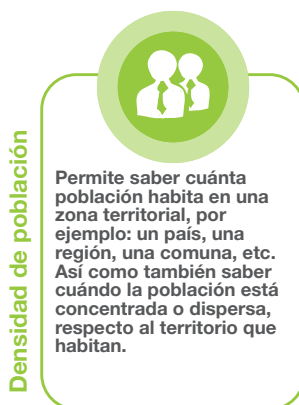 Densidad de población
Permite saber cuánta
población habita en una
zona territorial, por
ejemplo: un país, una
región, una comuna, etc.
Así como también saber
cuándo la población está
concentrada o dispersa,
respecto al territorio que
habitan.